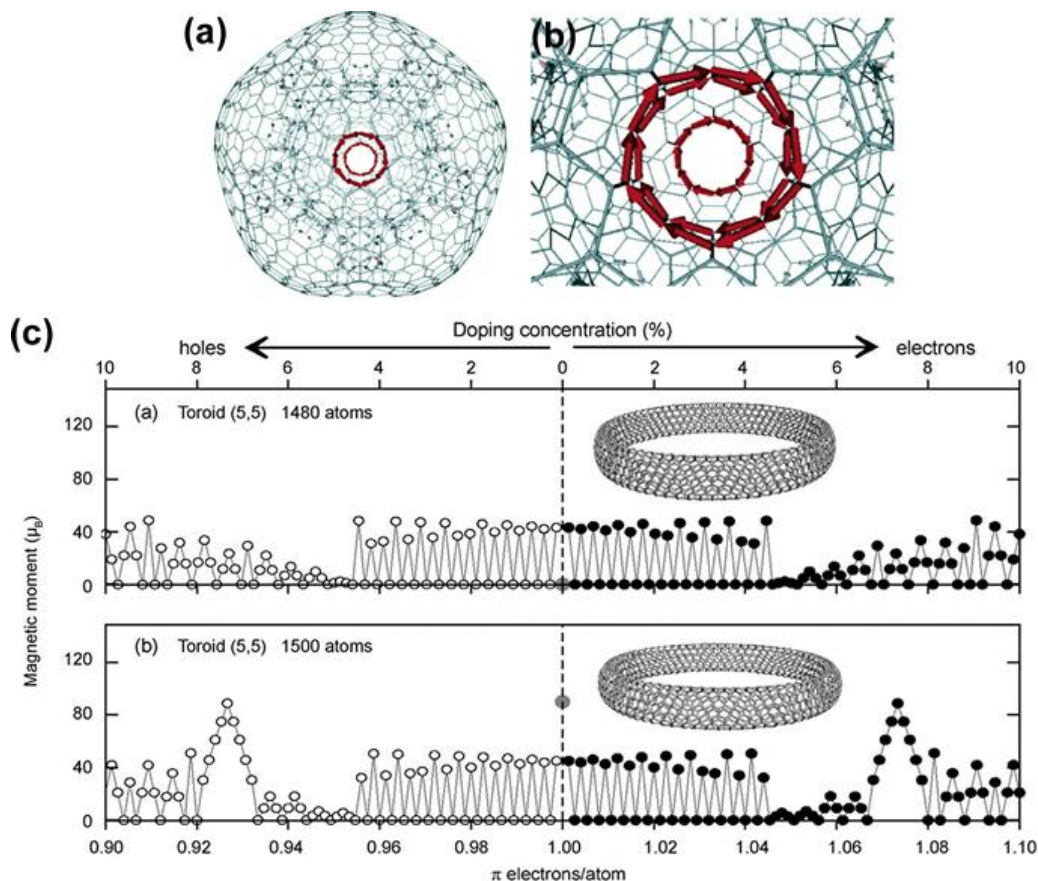 (a)
(b)
(c)
Doping concentration (%)
holes
electrons
10 8 6 4 2 0 2 4 6 8 10
(a) Toroid (5,5) 1480 atoms
120
80
40
0
Magnetic moment (μB)
(b) Toroid (5,5) 1500 atoms
120
80
40
0
0.90 0.92 0.94 0.96 0.98 1.00 1.02 1.04 1.06 1.08 1.10
π electrons/atom